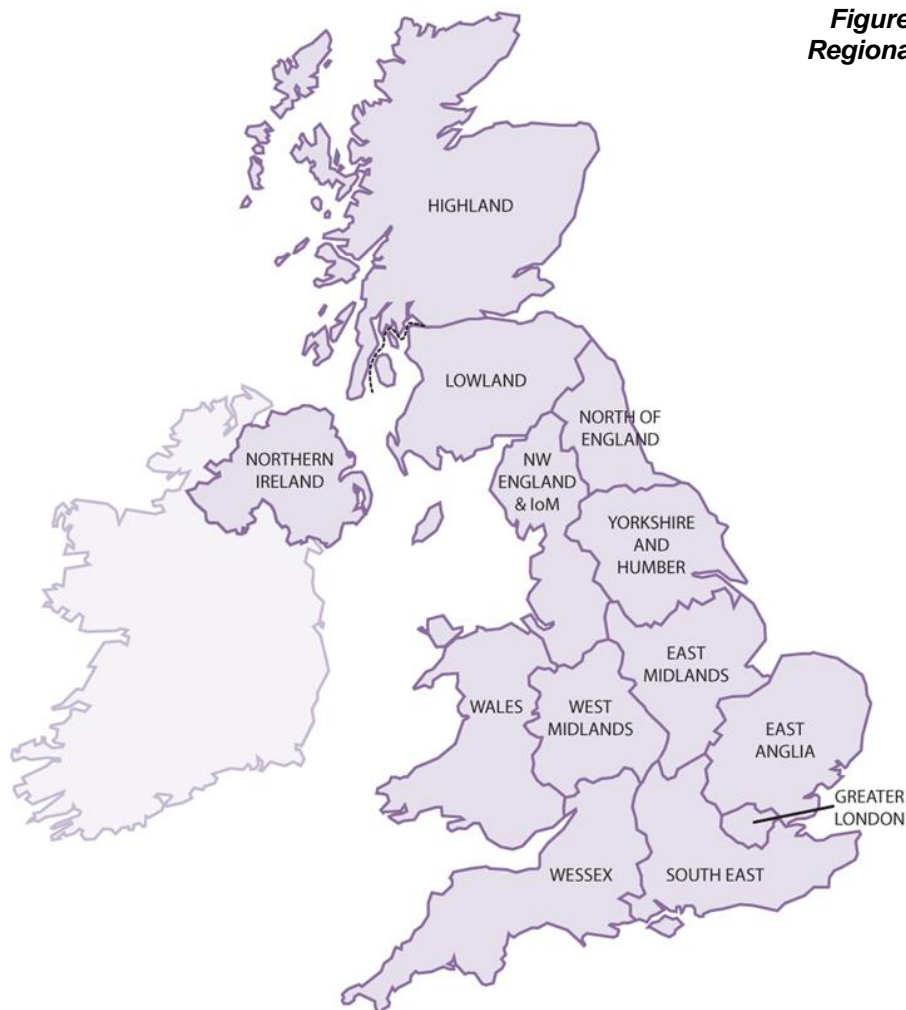 Figure
Regiona
HIGHLAND
LOWLAND
NORTH OF
ENGLAND
NORTHERN
IRELAND
NW
ENGLAND
& IoM
YORKSHIRE
AND
HUMBER
EAST
MIDLANDS
WALES
WEST
MIDLANDS
EAST
ANGLIA
GREATER
LONDON
WESSEX
SOUTH EAST